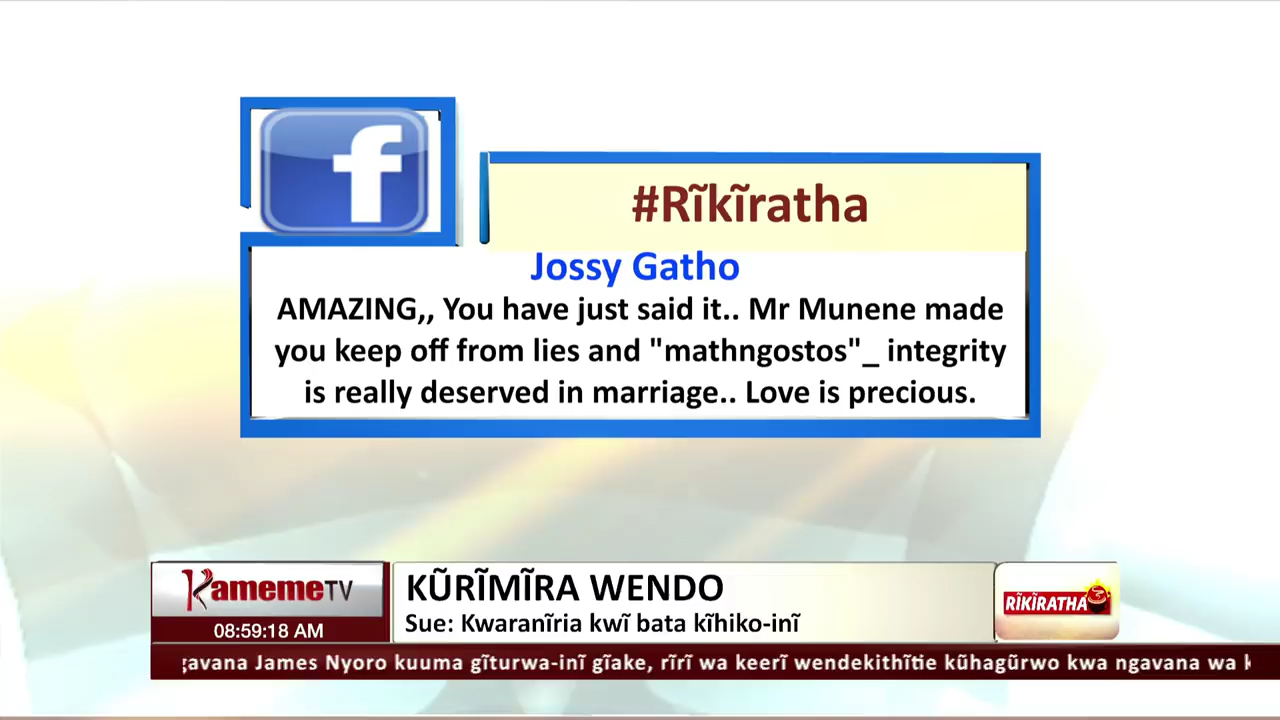 f
#Rĩkĩratha
Jossy Gatho
AMAZING,, You have just said it.. Mr Munene made
you keep off from lies and "mathngostos"_ integrity
is really deserved in marriage.. Love is precious.
KamemeTV
KŨRĨMĨRA WENDO
Sue: Kwaranĩria kwĩ bata kĩhiko-inĩ
RĨKĨRATHA
08:59:18 AM
gavana James Nyoro kuuma gĩturwa-inĩ gĩake, rĩrĩ wa keerĩ wendekithĩtie kũhagũrwo kwa ngavana wa